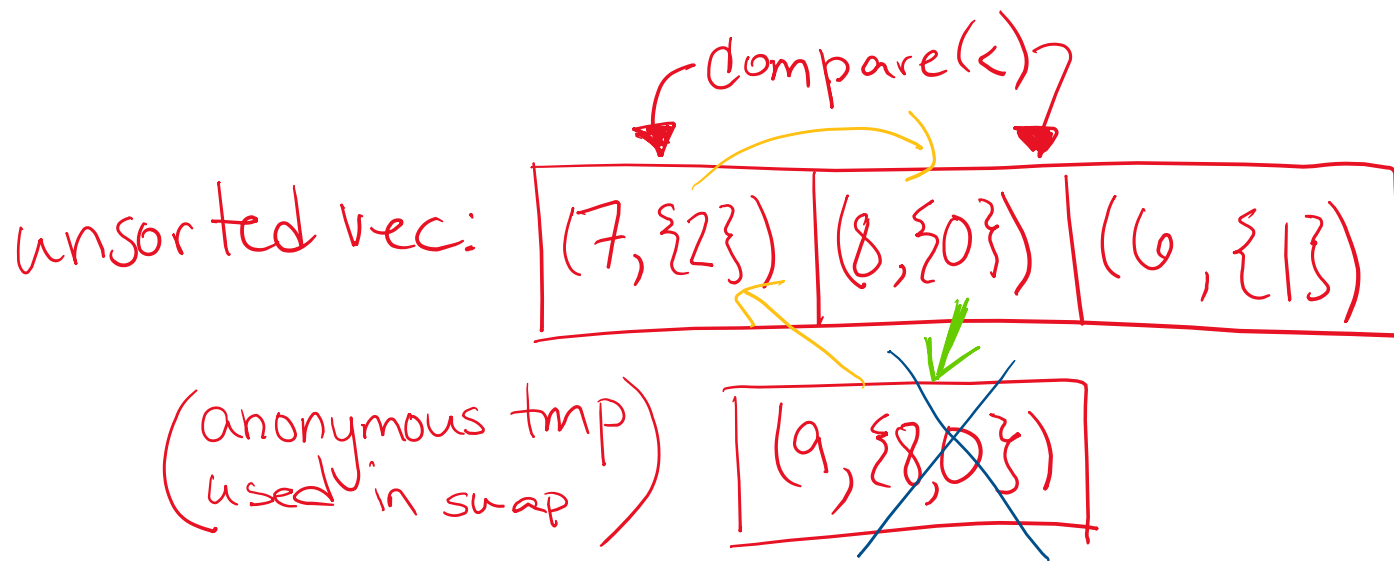 compare(<)
unsorted vec: (7,{2}) (8,{0}) (6,{1})
(anonymous tmp
used in swap)
(9,{8,0})